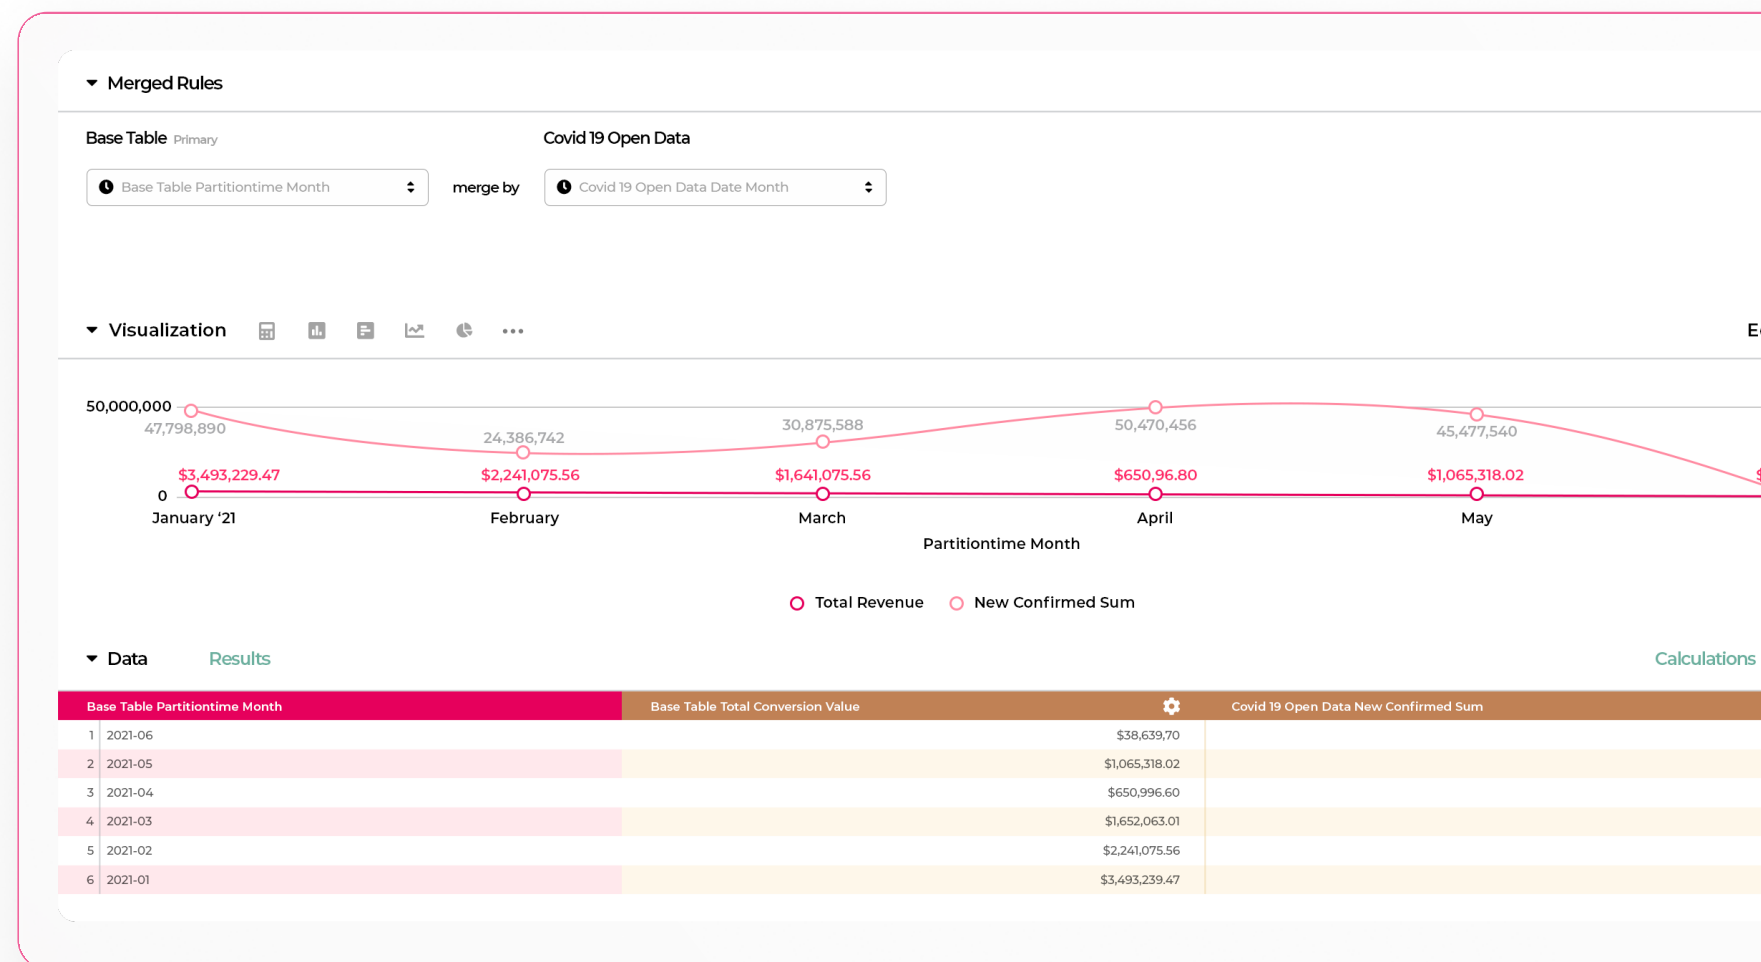 Merged Rules
Base Table Primary
Covid 19 Open Data
Base Table Partitiontime Month
merge by
Covid 19 Open Data Date Month
Visualization
50,000,000
47,798,890
24,386,742
30,875,588
50,470,456
45,477,540
$3,493,229.47
$2,241,075.56
$1,641,075.56
$650,96.80
$1,065,318.02
0
January ‘21
February
March
April
May
Partitiontime Month
Total Revenue
New Confirmed Sum
Data
Results
Calculations
Base Table Partitiontime Month
Base Table Total Conversion Value
Covid 19 Open Data New Confirmed Sum
1 2021-06 $38,639,70
2 2021-05 $1,065,318.02
3 2021-04 $650,996.60
4 2021-03 $1,652,063.01
5 2021-02 $2,241,075.56
6 2021-01 $3,493,239.47